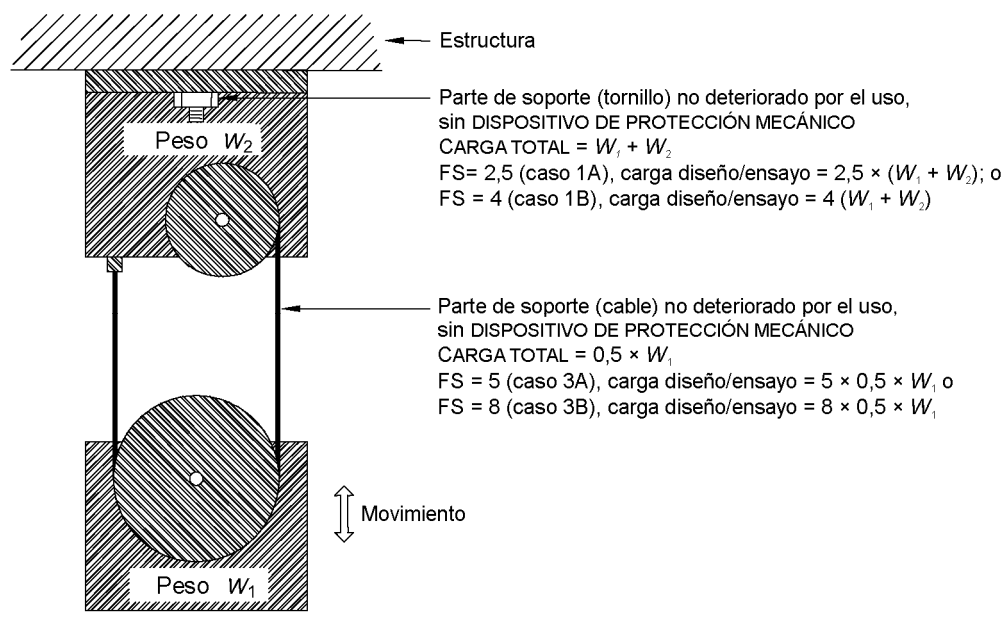 Estructura
Parte de soporte (tornillo) no deteriorado por el uso,
sin DISPOSITIVO DE PROTECCIÓN MECÁNICO
CARGA TOTAL = W₁ + W₂
FS= 2,5 (caso 1A), carga diseño/ensayo = 2,5 × (W₁ + W₂); o
FS = 4 (caso 1B), carga diseño/ensayo = 4 (W₁ + W₂)
Peso W₂
Parte de soporte (cable) no deteriorado por el uso,
sin DISPOSITIVO DE PROTECCIÓN MECÁNICO
CARGA TOTAL = 0,5 × W₁
FS = 5 (caso 3A), carga diseño/ensayo = 5 × 0,5 × W₁ o
FS = 8 (caso 3B), carga diseño/ensayo = 8 × 0,5 × W₁
Movimiento
Peso W₁